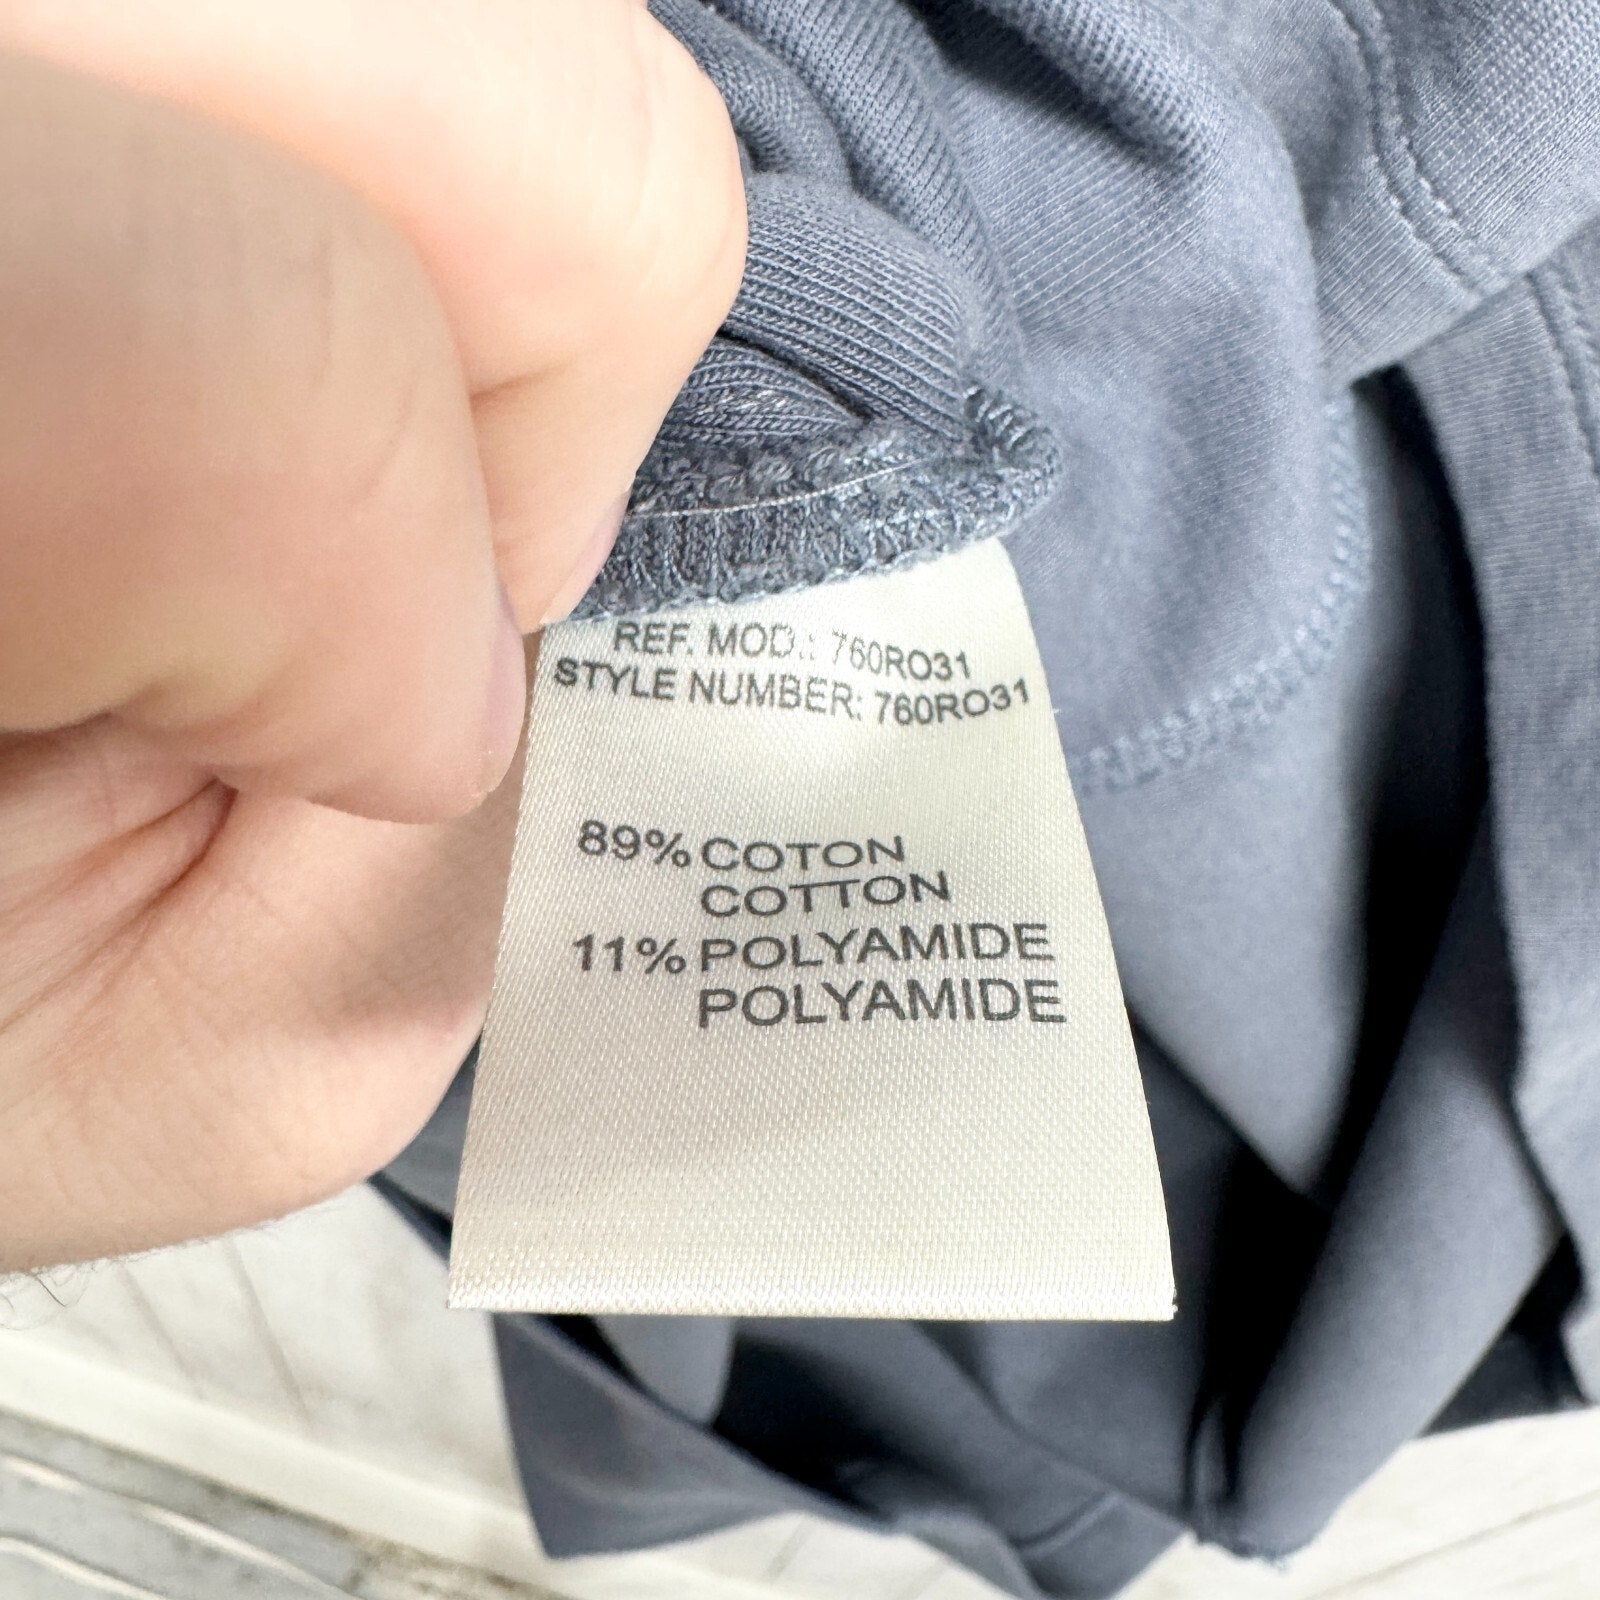 REF. MOD.: 760RO31
STYLE NUMBER: 760RO31
89% COTON
COTTON
11% POLYAMIDE
POLYAMIDE